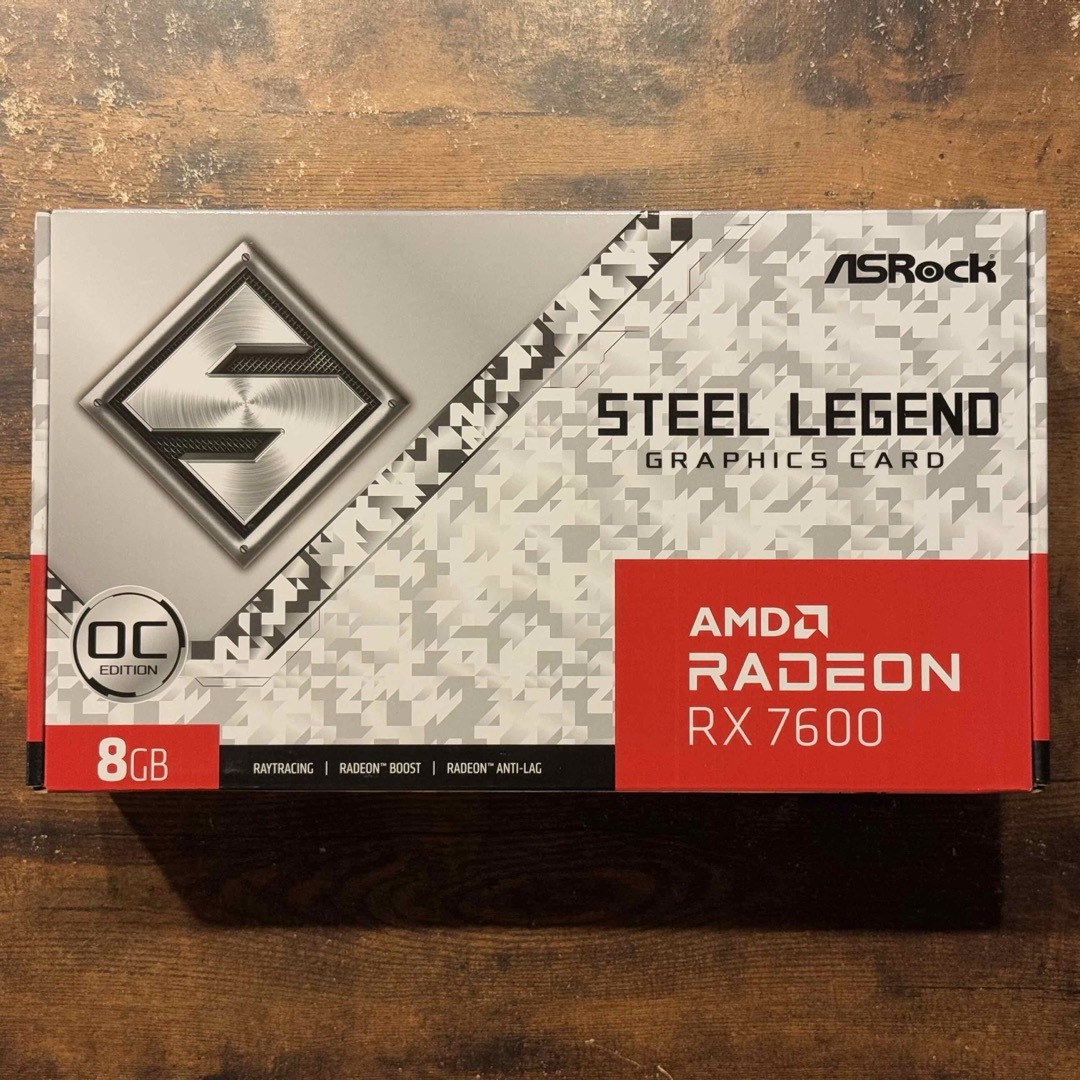 ASRock
STEEL LEGEND
GRAPHICS CARD
OC
EDITION
AMD
RADEON
RX 7600
8GB
RAYTRACING | RADEON™ BOOST | RADEON™ ANTI-LAG